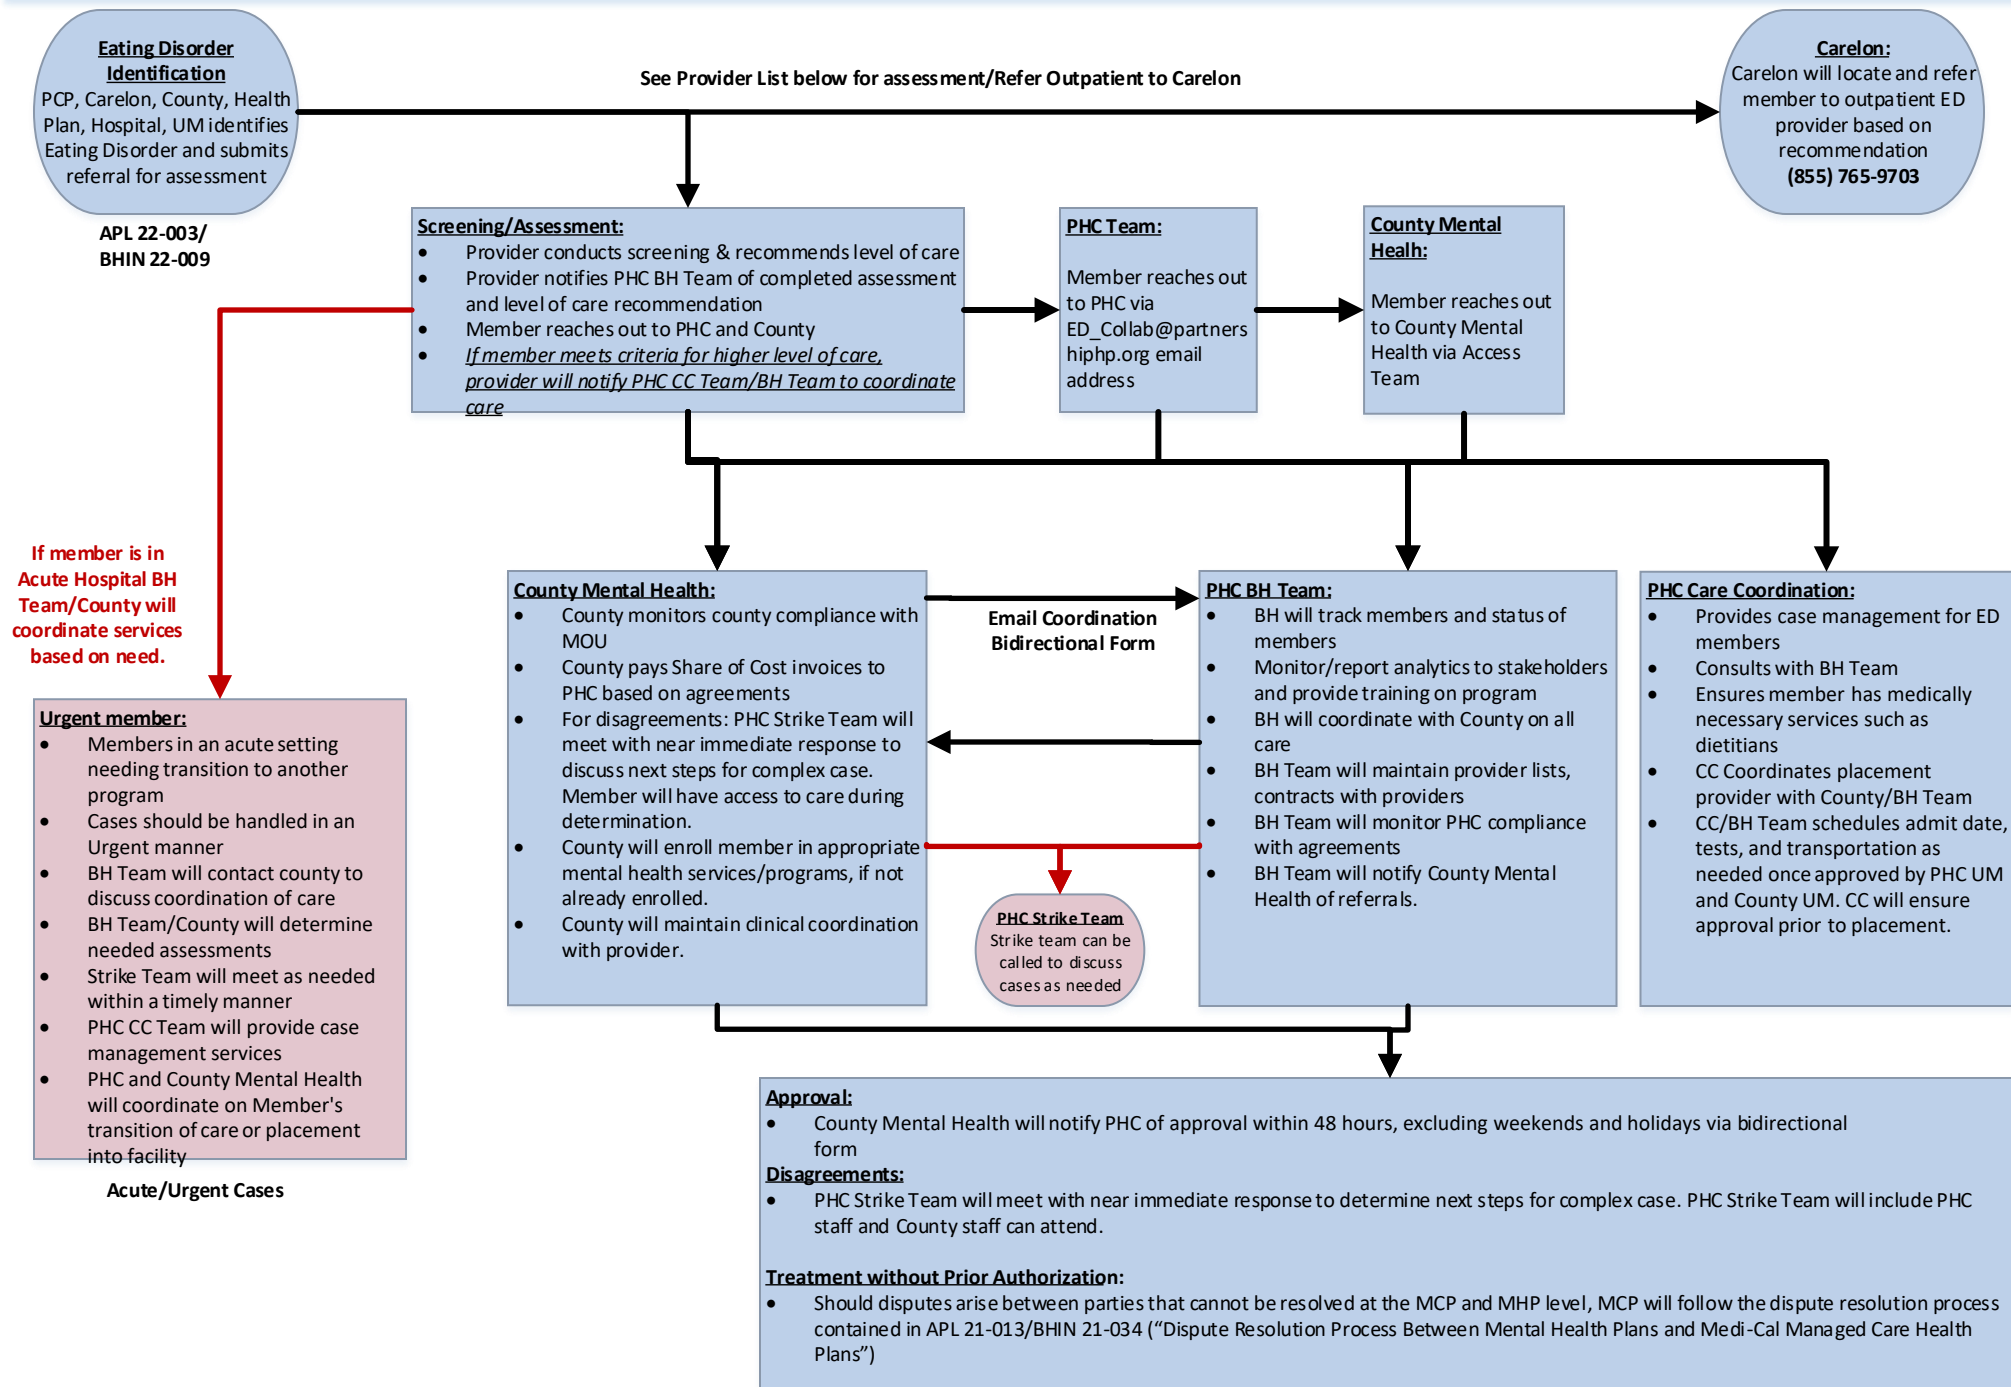 Eating Disorder
Identification
PCP, Carelon, County, Health
Plan, Hospital, UM identifies
Eating Disorder and submits
referral for assessment
APL 22-003/
BHIN 22-009
See Provider List below for assessment/Refer Outpatient to Carelon
Carelon:
Carelon will locate and refer
member to outpatient ED
provider based on
recommendation
(855) 765-9703
Screening/Assessment:
• Provider conducts screening & recommends level of care
• Provider notifies PHC BH Team of completed assessment
and level of care recommendation
• Member reaches out to PHC and County
• If member meets criteria for higher level of care,
provider will notify PHC CC Team/BH Team to coordinate
care
PHC Team:
Member reaches out
to PHC via
ED_Collab@partners
hiphp.org email
address
County Mental
Healh:
Member reaches out
to County Mental
Health via Access
Team
If member is in
Acute Hospital BH
Team/County will
coordinate services
based on need.
Urgent member:
• Members in an acute setting
needing transition to another
program
• Cases should be handled in an
Urgent manner
• BH Team will contact county to
discuss coordination of care
• BH Team/County will determine
needed assessments
• Strike Team will meet as needed
within a timely manner
• PHC CC Team will provide case
management services
• PHC and County Mental Health
will coordinate on Member's
transition of care or placement
into facility
Acute/Urgent Cases
County Mental Health:
• County monitors county compliance with
MOU
• County pays Share of Cost invoices to
PHC based on agreements
• For disagreements: PHC Strike Team will
meet with near immediate response to
discuss next steps for complex case.
Member will have access to care during
determination.
• County will enroll member in appropriate
mental health services/programs, if not
already enrolled.
• County will maintain clinical coordination
with provider.
Email Coordination
Bidirectional Form
PHC Strike Team
Strike team can be
called to discuss
cases as needed
PHC BH Team:
• BH will track members and status of
members
• Monitor/report analytics to stakeholders
and provide training on program
• BH will coordinate with County on all
care
• BH Team will maintain provider lists,
contracts with providers
• BH Team will monitor PHC compliance
with agreements
• BH Team will notify County Mental
Health of referrals.
PHC Care Coordination:
• Provides case management for ED
members
• Consults with BH Team
• Ensures member has medically
necessary services such as
dietitians
• CC Coordinates placement
provider with County/BH Team
• CC/BH Team schedules admit date,
tests, and transportation as
needed once approved by PHC UM
and County UM. CC will ensure
approval prior to placement.
Approval:
• County Mental Health will notify PHC of approval within 48 hours, excluding weekends and holidays via bidirectional
form
Disagreements:
• PHC Strike Team will meet with near immediate response to determine next steps for complex case. PHC Strike Team will include PHC
staff and County staff can attend.
Treatment without Prior Authorization:
• Should disputes arise between parties that cannot be resolved at the MCP and MHP level, MCP will follow the dispute resolution process
contained in APL 21-013/BHIN 21-034 (“Dispute Resolution Process Between Mental Health Plans and Medi-Cal Managed Care Health
Plans”)